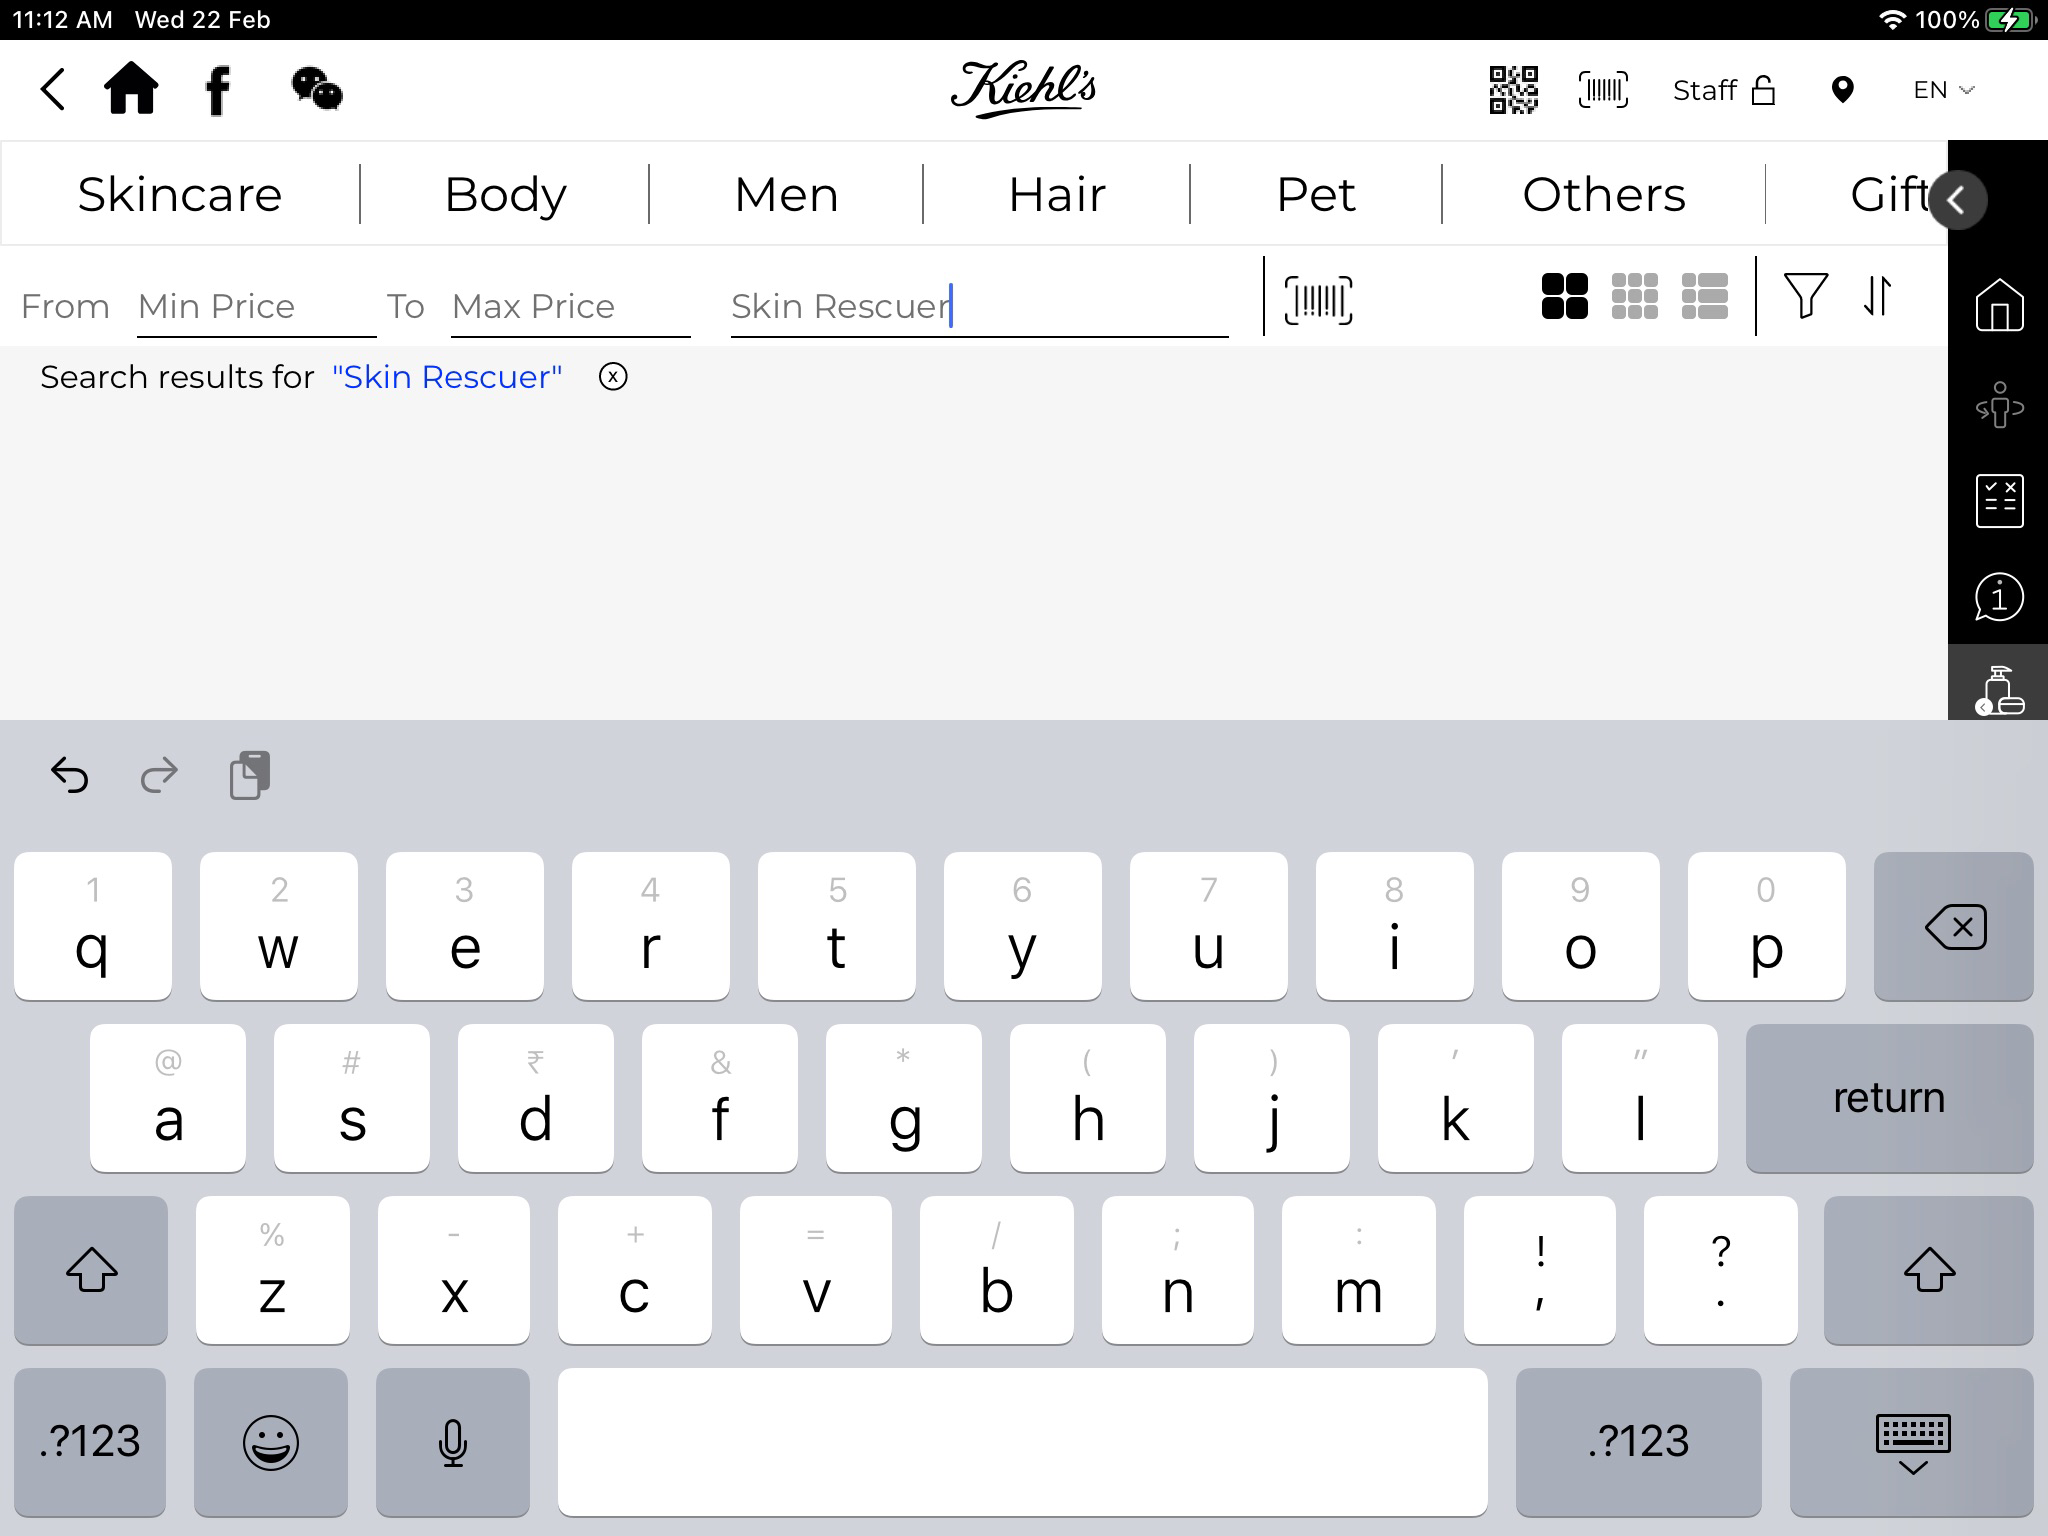 11:12 AM Wed 22 Feb 100%
Kiehl's
Staff
EN
Skincare Body Men Hair Pet Others Gift
From Min Price To Max Price Skin Rescuer
Search results for "Skin Rescuer"
1 2 3 4 5 6 7 8 9 0
q w e r t y u i o p
@ # ₹ & * ( ) ' "
a s d f g h j k l return
% - + = / ; : ! ?
z x c v b n m , .
.?123 .?123